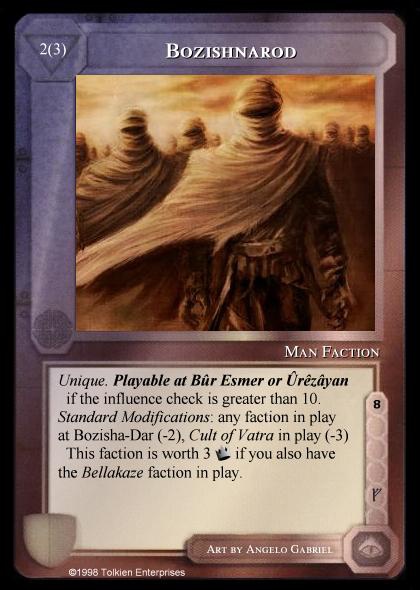 2(3)
BOZISHNAROD
MAN FACTION
Unique. Playable at Bûr Esmer or Ûrêzâyan
if the influence check is greater than 10.
Standard Modifications: any faction in play
at Bozisha-Dar (-2), Cult of Vatra in play (-3)
This faction is worth 3 if you also have
the Bellakaze faction in play.
8
ᚡ
ART BY ANGELO GABRIEL
©1998 Tolkien Enterprises